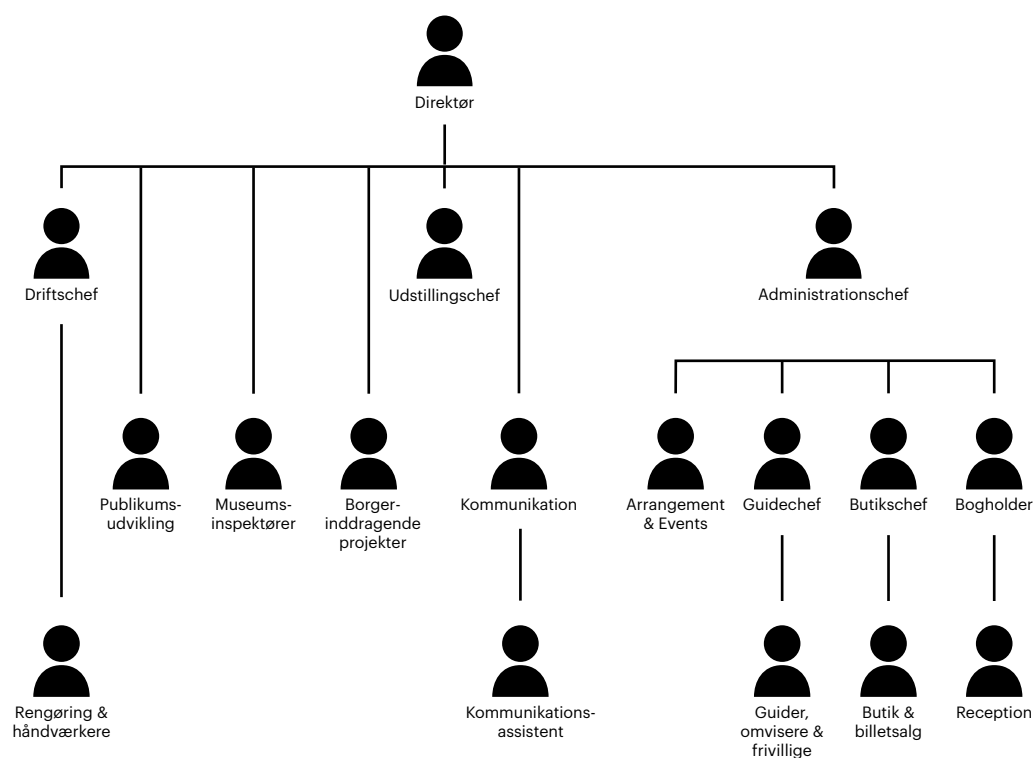 Direktør
Driftschef
Udstillingschef
Administrationschef
Publikums-
udvikling
Museums-
inspektører
Borger-
inddragende
projekter
Kommunikation
Arrangement
& Events
Guidechef
Butikschef
Bogholder
Rengøring &
håndværkere
Kommunikations-
assistent
Guider,
omvisere &
frivillige
Butik &
billetsalg
Reception